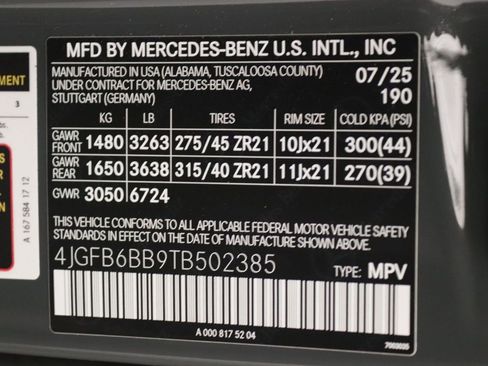 MFD BY MERCEDES-BENZ U.S. INTL., INC
MANUFACTURED IN USA (ALABAMA, TUSCALOOSA COUNTY) 07/25
UNDER CONTRACT FOR MERCEDES-BENZ AG,
STUTTGART (GERMANY) 190
KG LB TIRES RIM SIZE COLD KPA (PSI)
GAWR FRONT 1480 3263 275/45 ZR21 10Jx21 300(44)
GAWR REAR 1650 3638 315/40 ZR21 11Jx21 270(39)
GVWR 3050 6724
THIS VEHICLE CONFORMS TO ALL APPLICABLE FEDERAL MOTOR VEHICLE SAFETY
STANDARDS IN EFFECT ON THE DATE OF MANUFACTURE SHOWN ABOVE.
4JGFB6BB9TB502385 TYPE: MPV
A 000 817 52 04
A 167 584 17 12
3